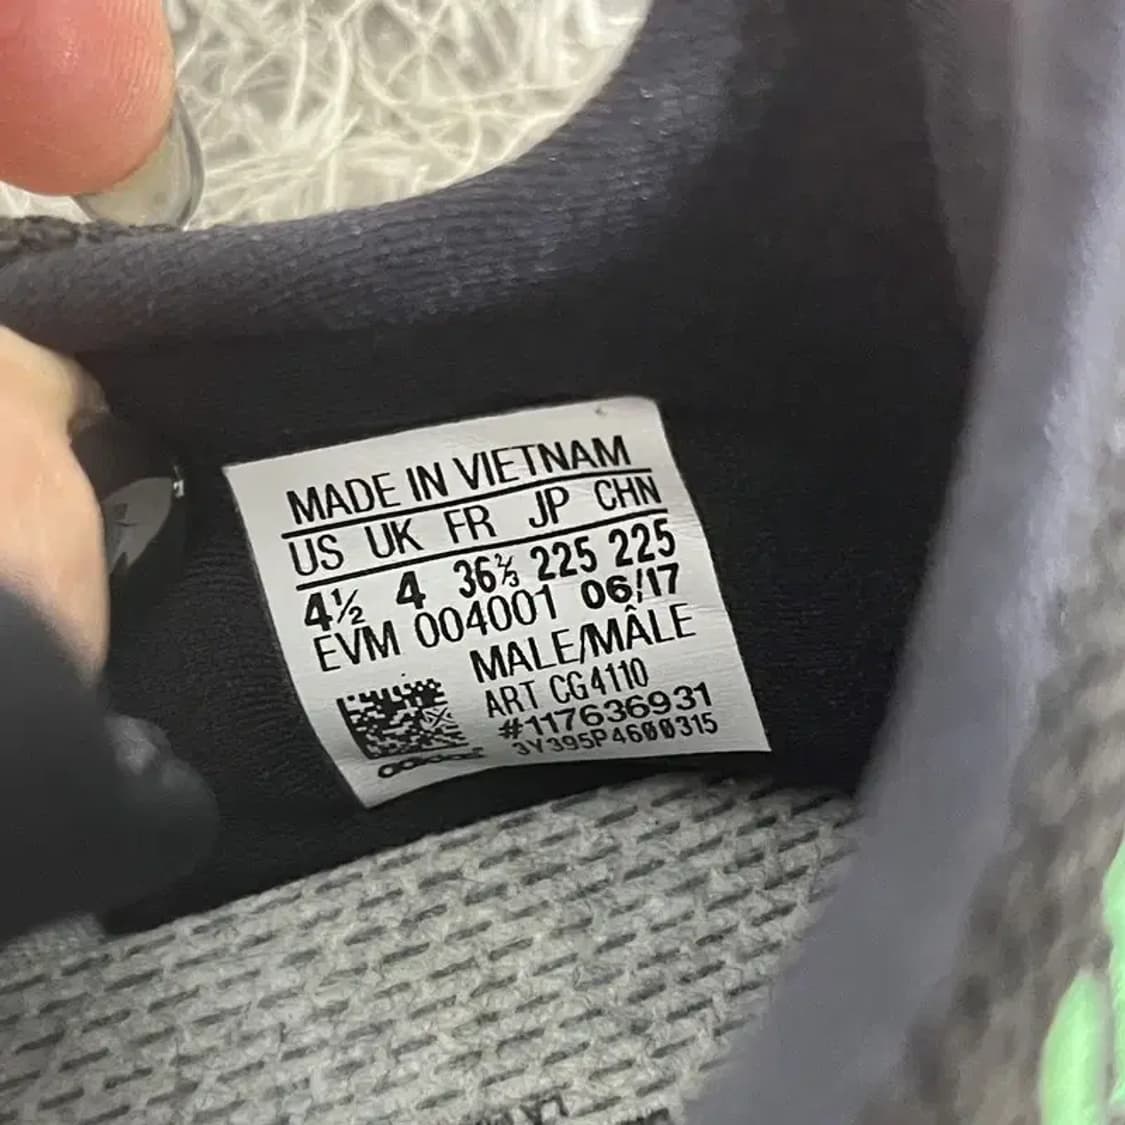 MADE IN VIETNAM
US UK FR JP CHN
4½ 4 36⅔ 225 225
EVM 004001 06/17
MALE/MÂLE
ART CG4110
#117636931
3Y395P4600315
adidas